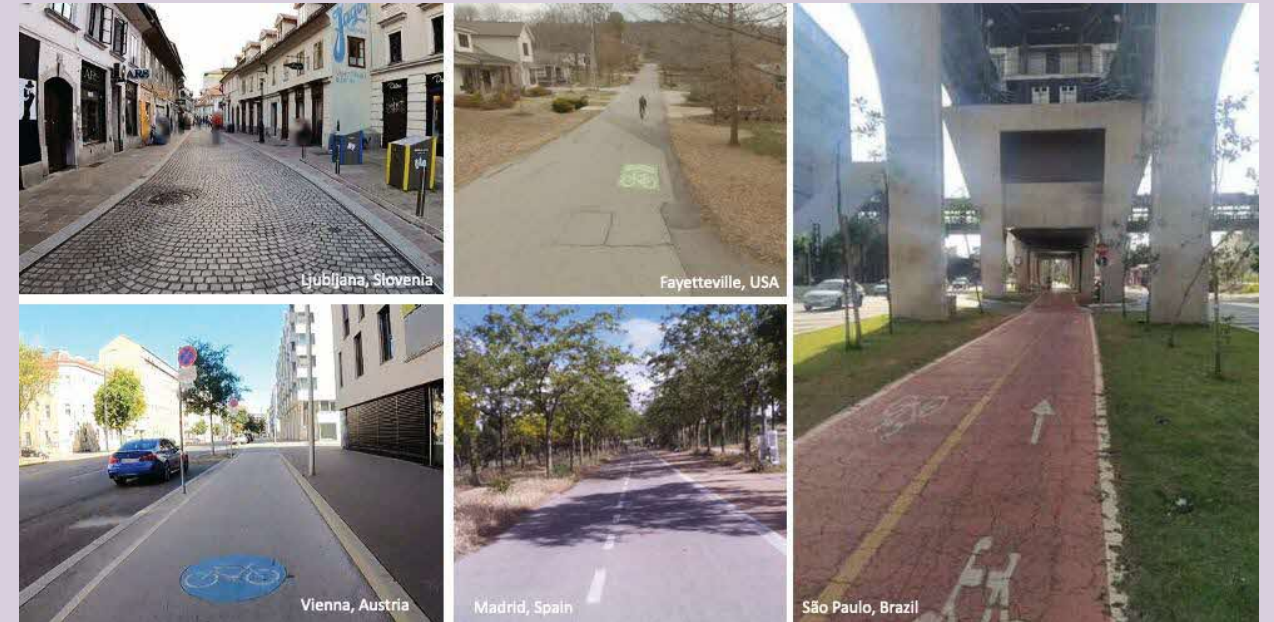 Ljubljana, Slovenia
Fayetteville, USA
Vienna, Austria
Madrid, Spain
São Paulo, Brazil